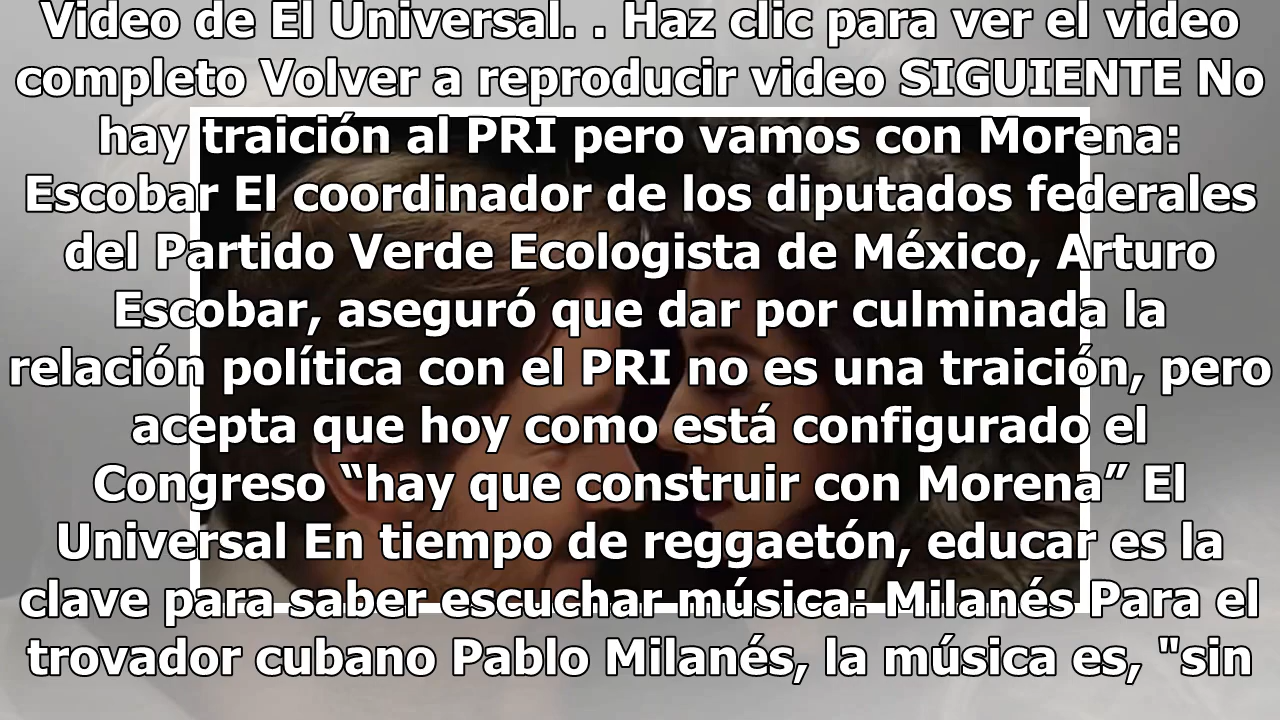 Video de El Universal. . Haz clic para ver el video
completo Volver a reproducir video SIGUIENTE No
hay traición al PRI pero vamos con Morena:
Escobar El coordinador de los diputados federales
del Partido Verde Ecologista de México, Arturo
Escobar, aseguró que dar por culminada la
relación política con el PRI no es una traición, pero
acepta que hoy como está configurado el
Congreso “hay que construir con Morena” El
Universal En tiempo de reggaetón, educar es la
clave para saber escuchar música: Milanés Para el
trovador cubano Pablo Milanés, la música es, "sin